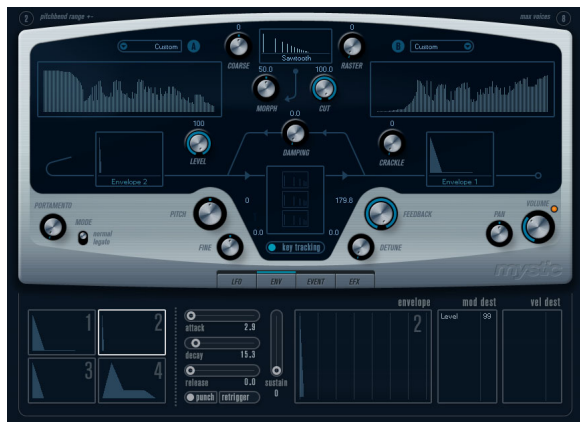 2 pitchbend range +- max voices 8
0 0
Custom A B Custom
COARSE Sawtooth RASTER
50.0 100.0
MORPH CUT
100 0.0 0
LEVEL DAMPING CRACKLE
Envelope 2 Envelope 1
PORTAMENTO PITCH 0 179.8 FEEDBACK PAN VOLUME
MODE
normal
legato
0.0 0.0
FINE key tracking DETUNE
mystic
LFO ENV EVENT EFX
envelope mod dest vel dest
1 2 2 Level 99
attack 2.9
decay 15.3
3 4
release 0.0 sustain
punch retrigger 0